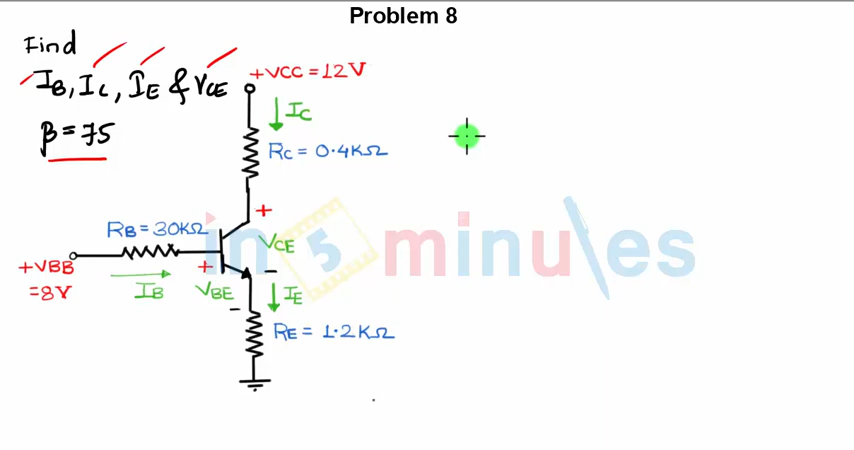 Problem 8
Find
IB, IC, IE & VCE
β = 75
+VCC = 12V
IC
RC = 0.4KΩ
+
RB = 30KΩ
VCE
in 5 minutes
+VBB
= 8V
IB
+
VBE
-
-
IE
RE = 1.2KΩ